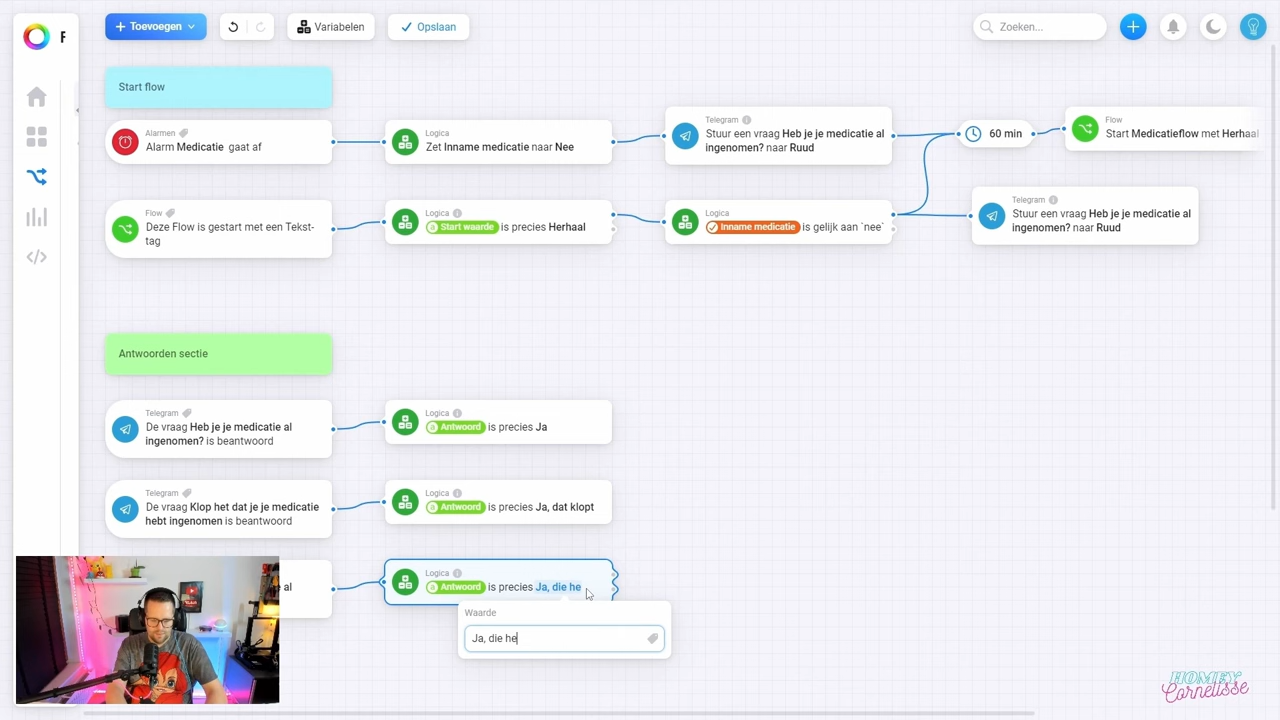 F
Toevoegen
Variabelen
Opslaan
Zoeken...
Start flow
Alarmen
Alarm Medicatie gaat af
Logica
Zet Inname medicatie naar Nee
Telegram
Stuur een vraag Heb je je medicatie al
ingenomen? naar Ruud
60 min
Flow
Start Medicatieflow met Herhaal
Flow
Deze Flow is gestart met een Tekst-
tag
Logica
Start waarde is precies Herhaal
Logica
Inname medicatie is gelijk aan `nee`
Telegram
Stuur een vraag Heb je je medicatie al
ingenomen? naar Ruud
Antwoorden sectie
Telegram
De vraag Heb je je medicatie al
ingenomen? is beantwoord
Logica
Antwoord is precies Ja
Telegram
De vraag Klop het dat je je medicatie
hebt ingenomen is beantwoord
Logica
Antwoord is precies Ja, dat klopt
al
Logica
Antwoord is precies Ja, die he
Waarde
Ja, die he
HOMEY
Cornelisse